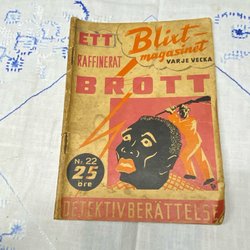 ETT
Blixt-
magasinet
VARJE VECKA
RAFFINERAT
BROTT
Nr. 22
25
öre
DETEKTIVBERÄTTELSE